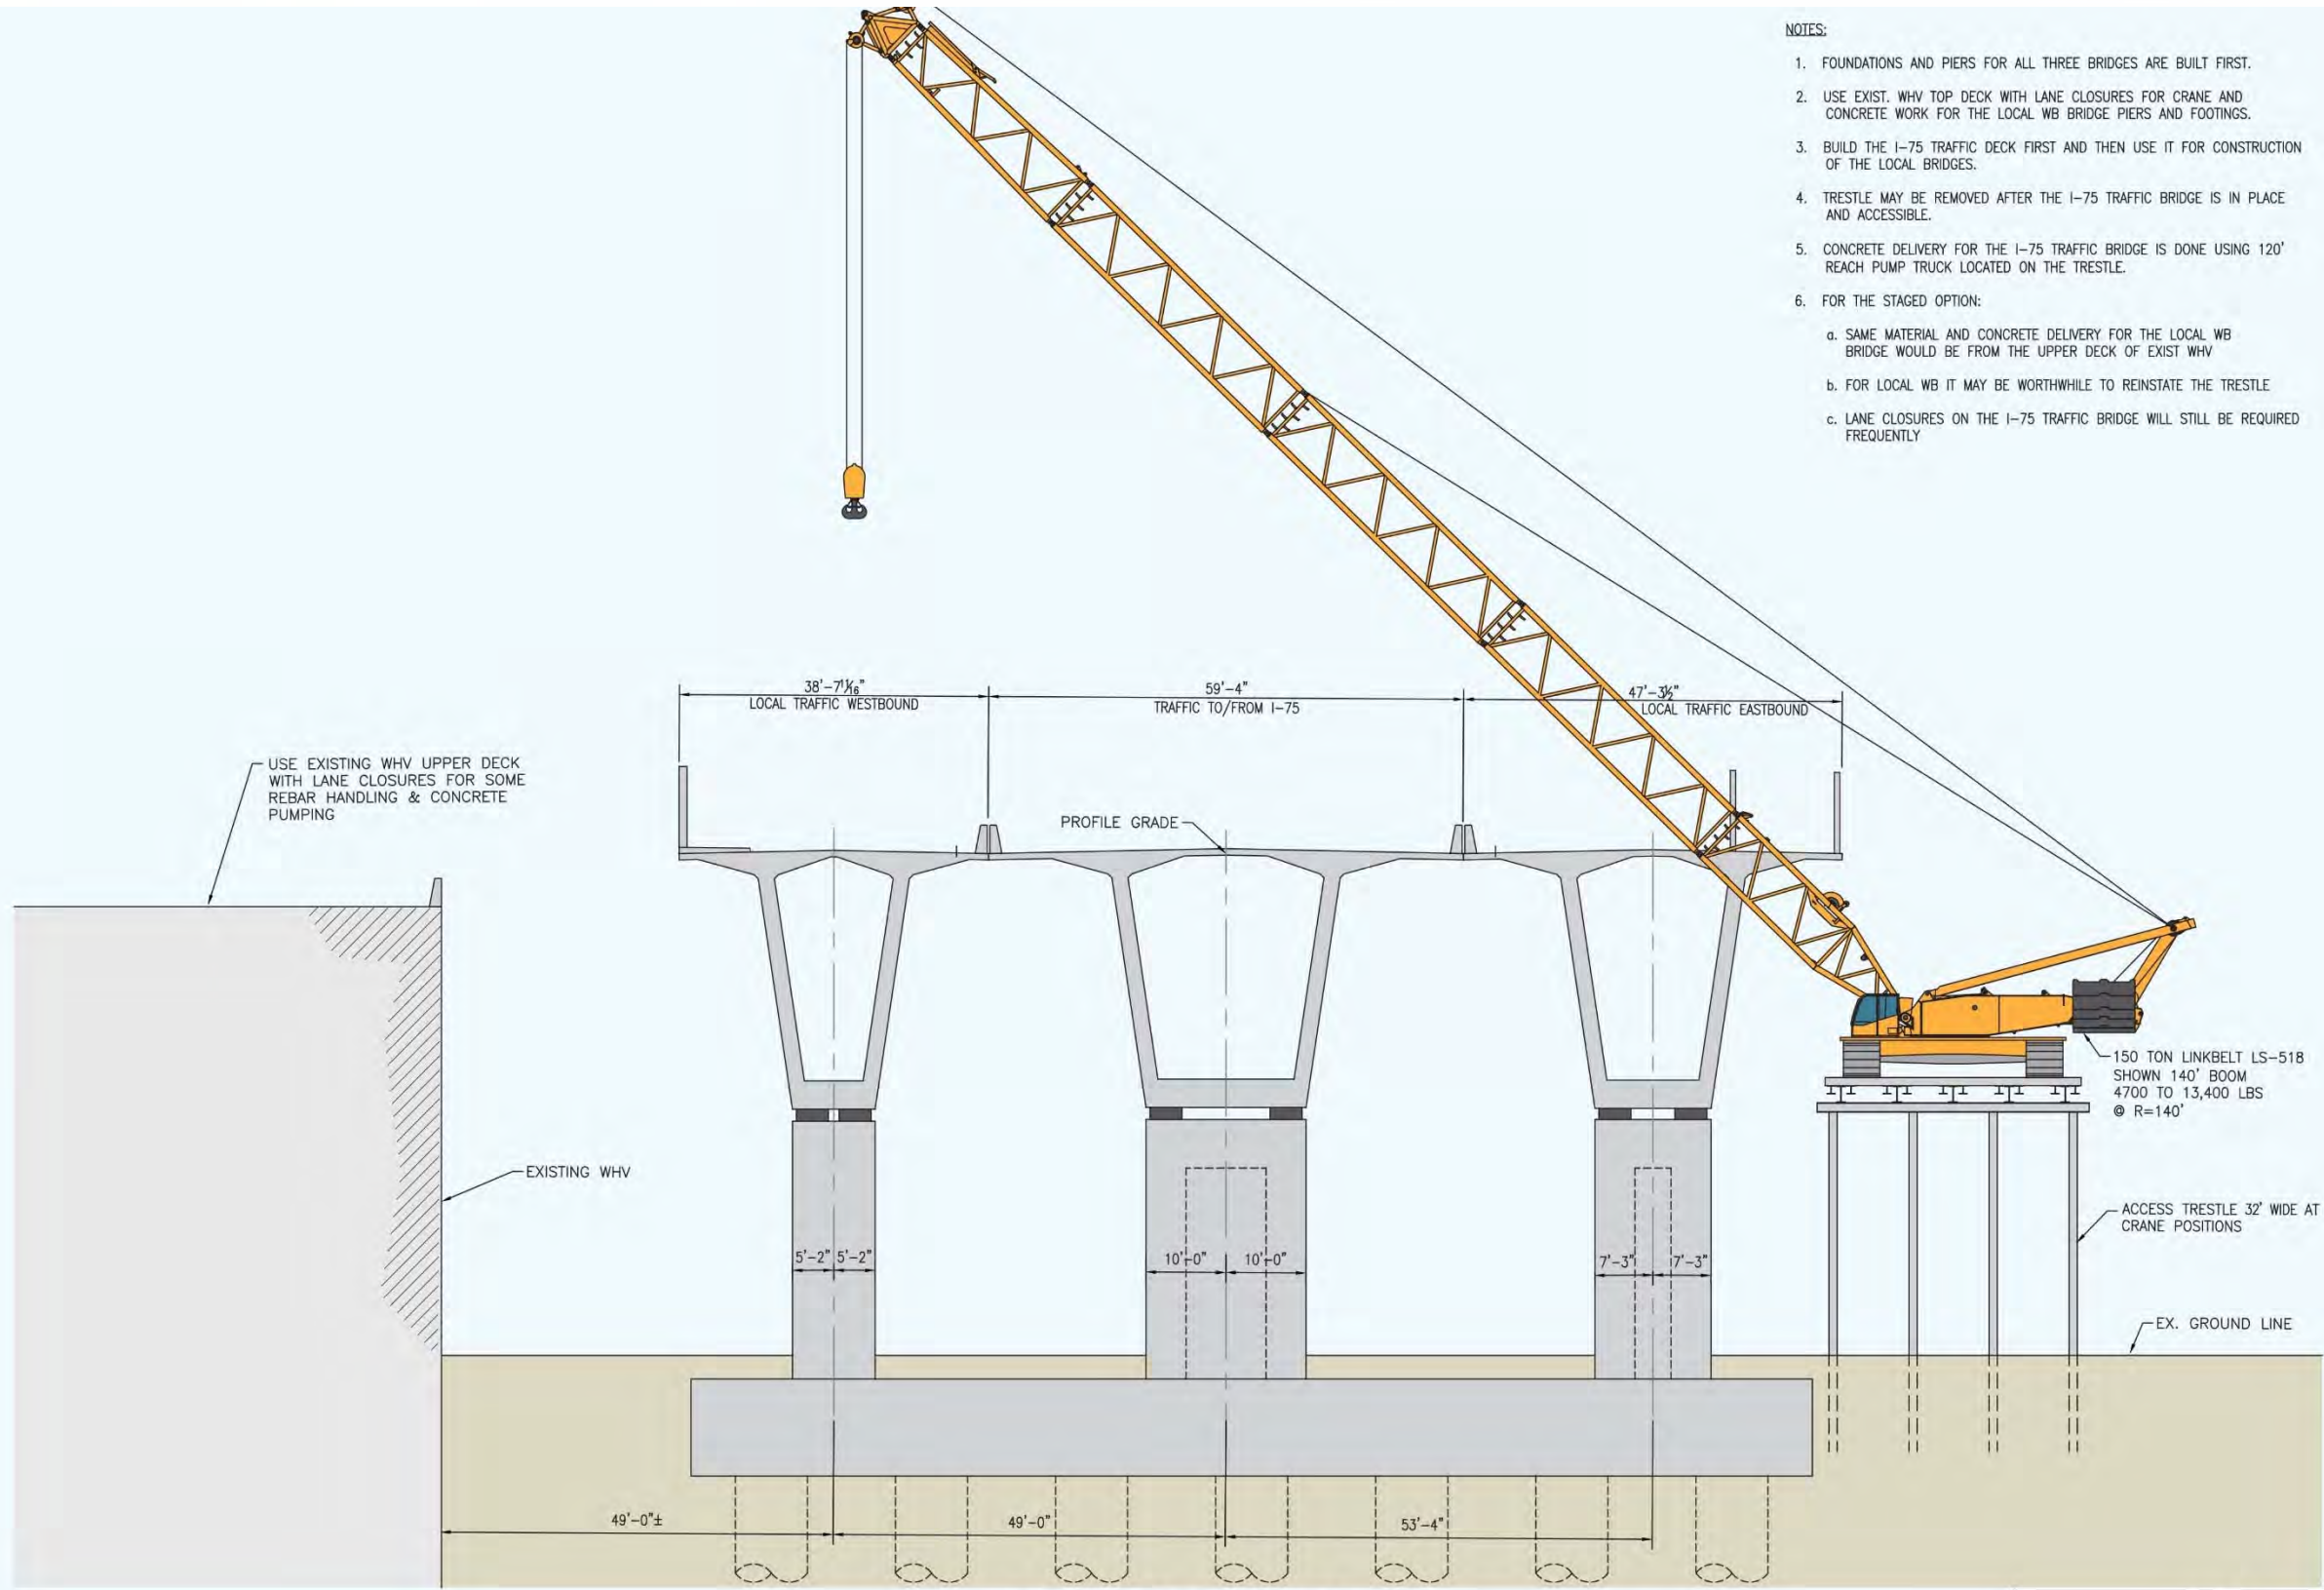 NOTES:
1. FOUNDATIONS AND PIERS FOR ALL THREE BRIDGES ARE BUILT FIRST.
2. USE EXIST. WHV TOP DECK WITH LANE CLOSURES FOR CRANE AND
CONCRETE WORK FOR THE LOCAL WB BRIDGE PIERS AND FOOTINGS.
3. BUILD THE I-75 TRAFFIC DECK FIRST AND THEN USE IT FOR CONSTRUCTION
OF THE LOCAL BRIDGES.
4. TRESTLE MAY BE REMOVED AFTER THE I-75 TRAFFIC BRIDGE IS IN PLACE
AND ACCESSIBLE.
5. CONCRETE DELIVERY FOR THE I-75 TRAFFIC BRIDGE IS DONE USING 120'
REACH PUMP TRUCK LOCATED ON THE TRESTLE.
6. FOR THE STAGED OPTION:
a. SAME MATERIAL AND CONCRETE DELIVERY FOR THE LOCAL WB
BRIDGE WOULD BE FROM THE UPPER DECK OF EXIST WHV
b. FOR LOCAL WB IT MAY BE WORTHWHILE TO REINSTATE THE TRESTLE
c. LANE CLOSURES ON THE I-75 TRAFFIC BRIDGE WILL STILL BE REQUIRED
FREQUENTLY
38'-7 1/16"
LOCAL TRAFFIC WESTBOUND
59'-4"
TRAFFIC TO/FROM I-75
47'-3½"
LOCAL TRAFFIC EASTBOUND
USE EXISTING WHV UPPER DECK
WITH LANE CLOSURES FOR SOME
REBAR HANDLING & CONCRETE
PUMPING
PROFILE GRADE
150 TON LINKBELT LS-518
SHOWN 140' BOOM
4700 TO 13,400 LBS
@ R=140'
EXISTING WHV
ACCESS TRESTLE 32' WIDE AT
CRANE POSITIONS
5'-2" 5'-2"
10'-0" 10'-0"
7'-3" 7'-3"
EX. GROUND LINE
49'-0"±
49'-0"
53'-4"